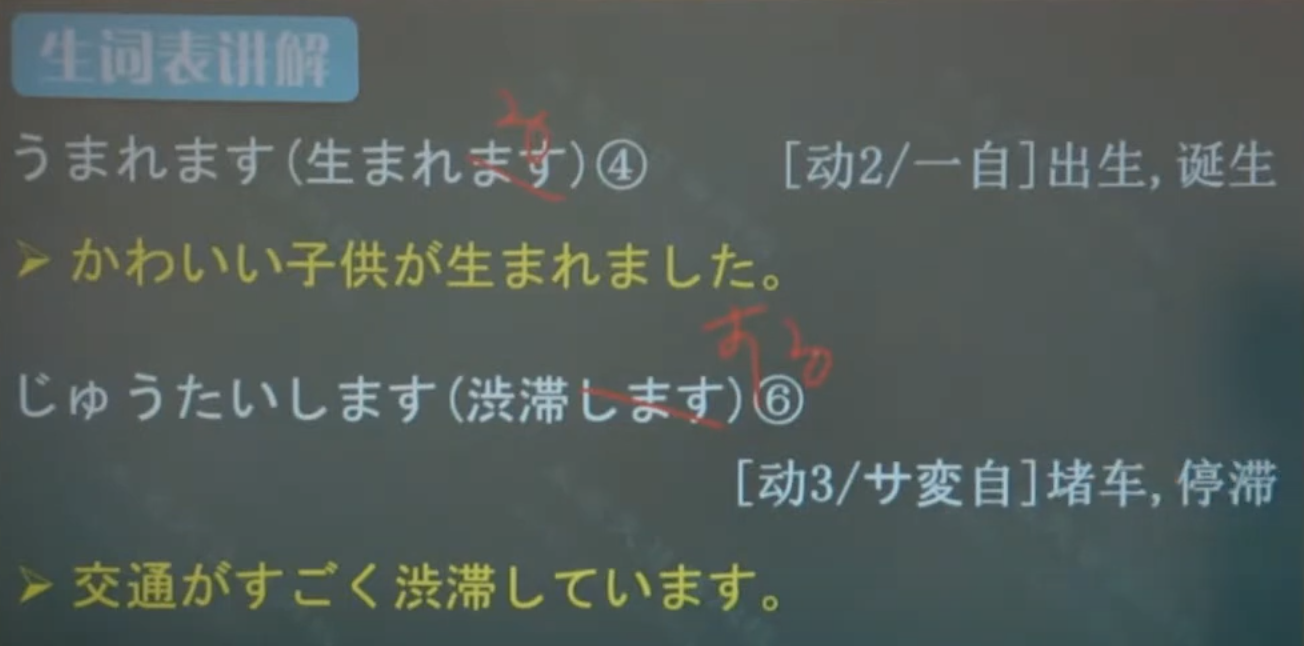 生词表讲解
る
うまれます(生まれます)④ [动2/一自]出生,诞生
➢ かわいい子供が生まれました。
する
じゅうたいします(渋滞します)⑥
[动3/サ変自]堵车,停滞
➢ 交通がすごく渋滞しています。